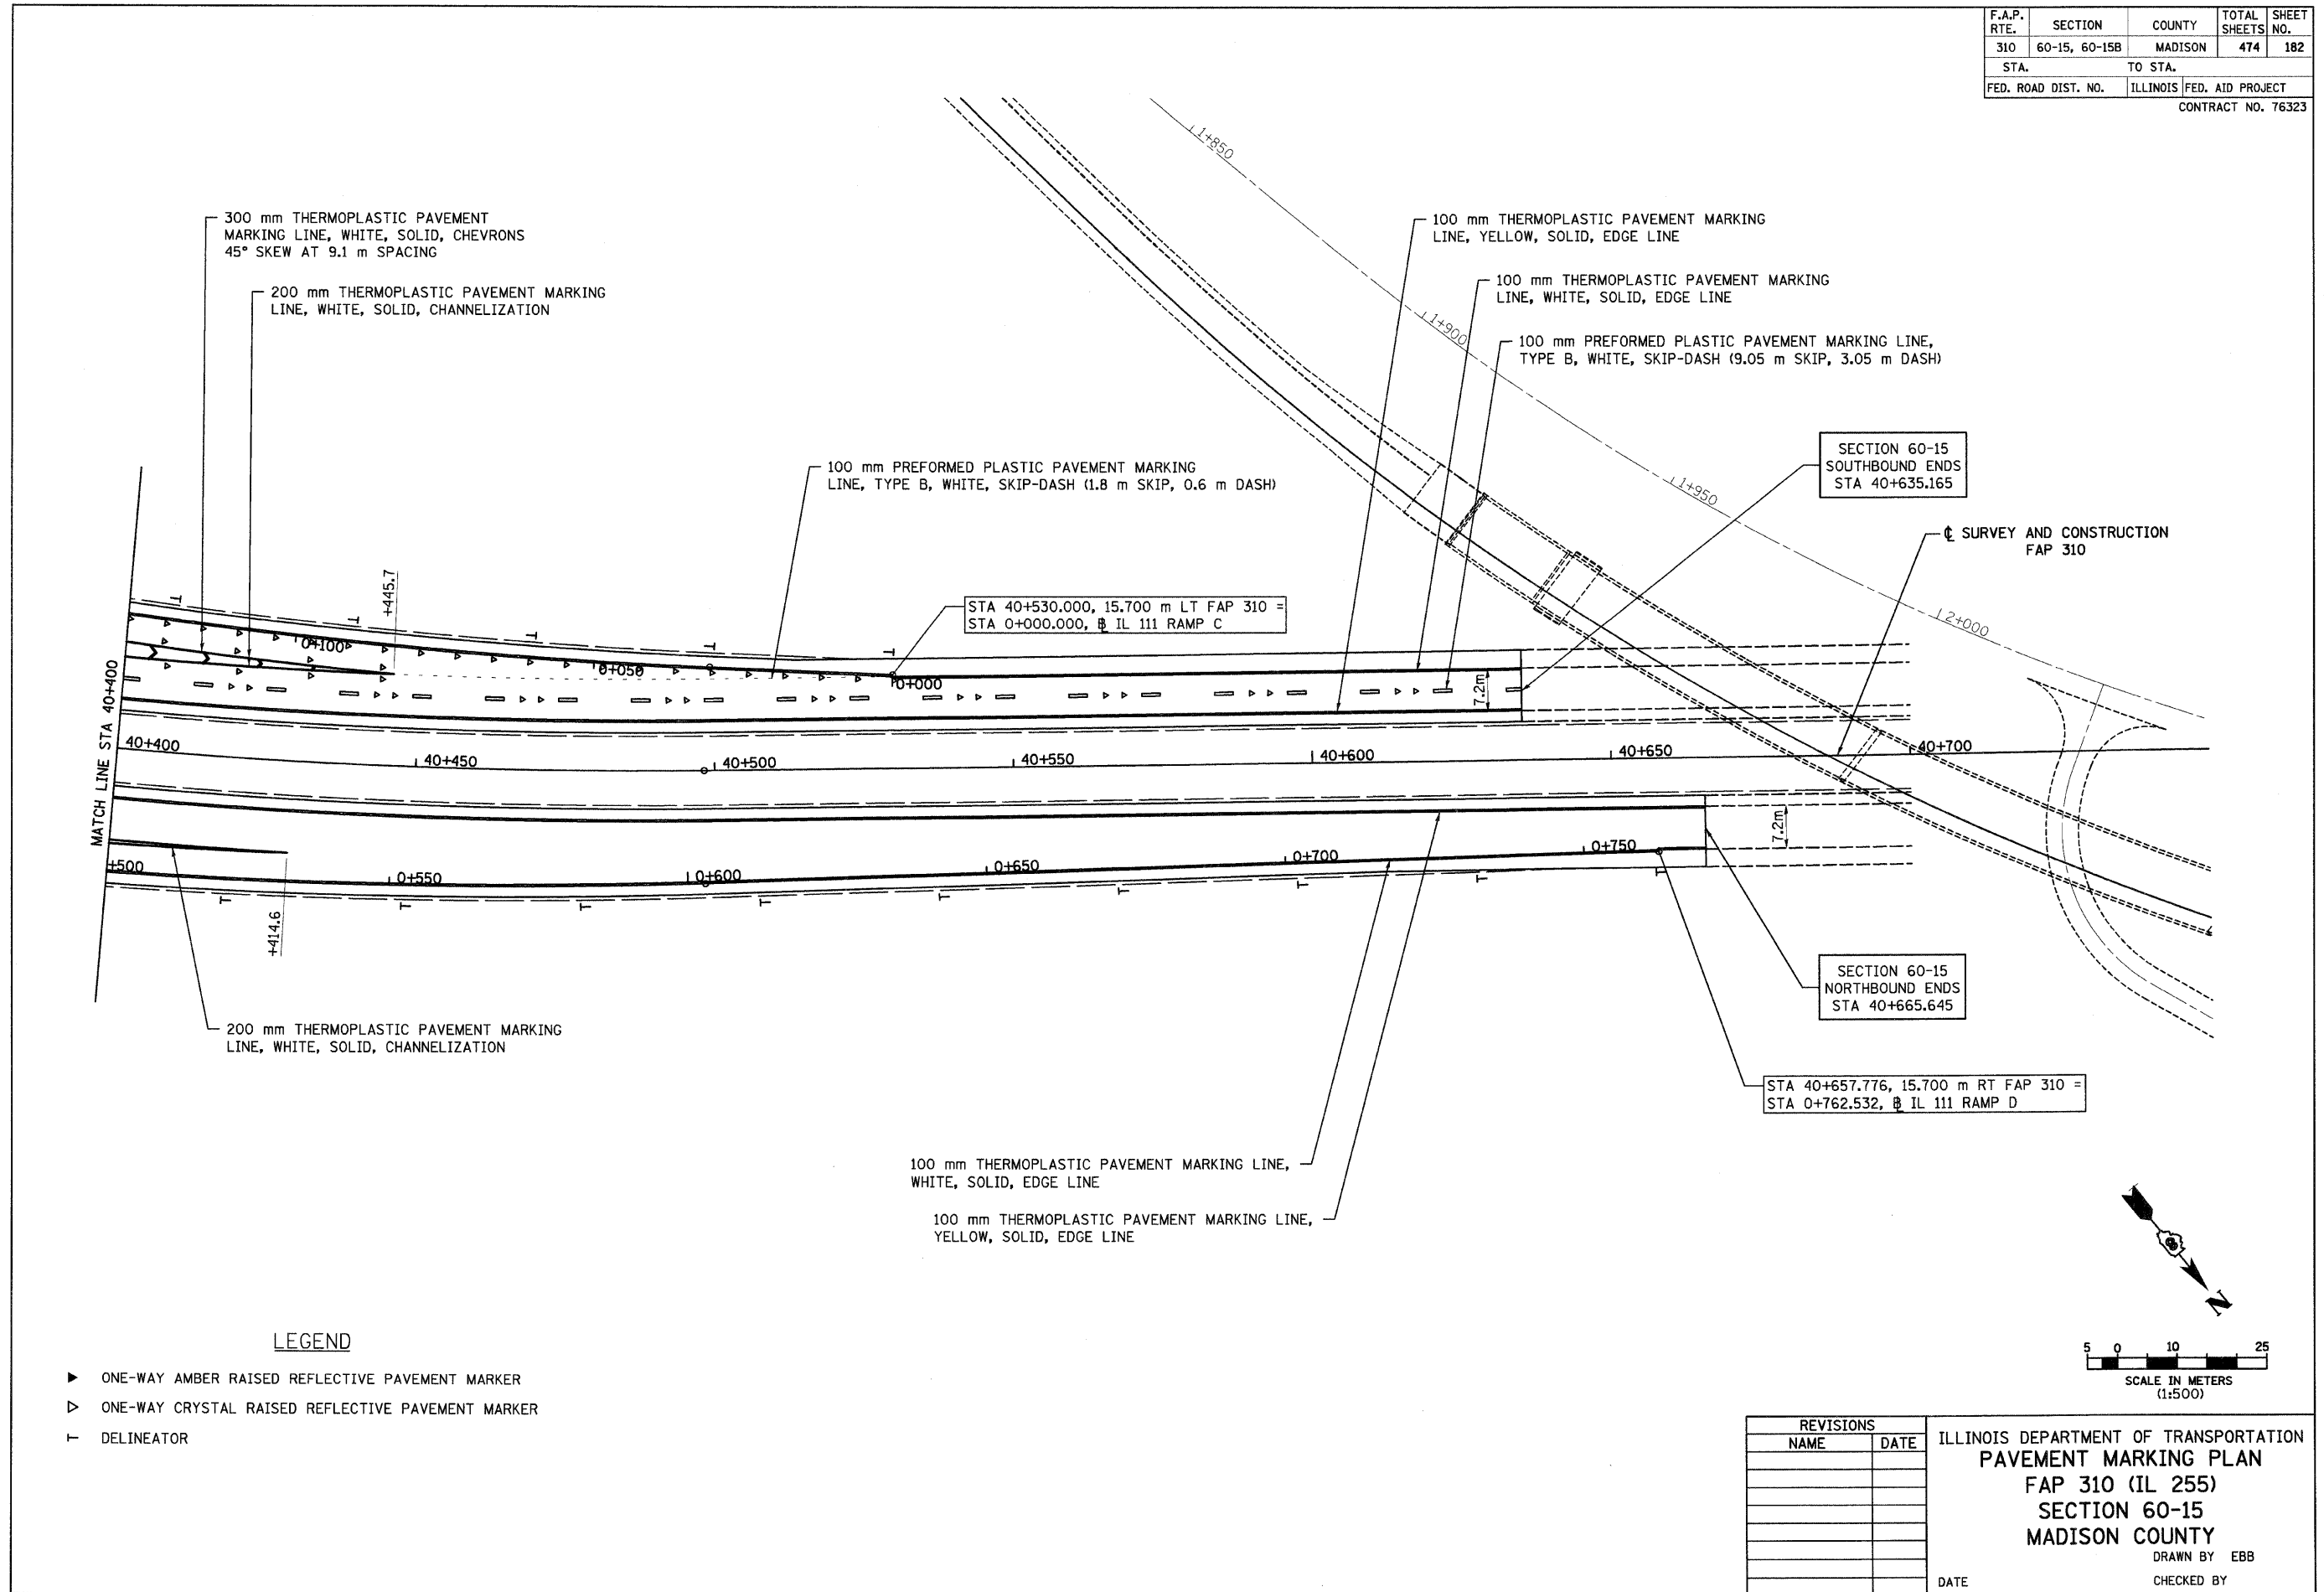 F.A.P. RTE. SECTION COUNTY TOTAL SHEETS SHEET NO.
310 60-15, 60-15B MADISON 474 182
STA. TO STA.
FED. ROAD DIST. NO. ILLINOIS FED. AID PROJECT
CONTRACT NO. 76323
1+850
1+900
1+950
2+000
300 mm THERMOPLASTIC PAVEMENT
MARKING LINE, WHITE, SOLID, CHEVRONS
45° SKEW AT 9.1 m SPACING
200 mm THERMOPLASTIC PAVEMENT MARKING
LINE, WHITE, SOLID, CHANNELIZATION
100 mm THERMOPLASTIC PAVEMENT MARKING
LINE, YELLOW, SOLID, EDGE LINE
100 mm THERMOPLASTIC PAVEMENT MARKING
LINE, WHITE, SOLID, EDGE LINE
100 mm PREFORMED PLASTIC PAVEMENT MARKING LINE,
TYPE B, WHITE, SKIP-DASH (9.05 m SKIP, 3.05 m DASH)
100 mm PREFORMED PLASTIC PAVEMENT MARKING
LINE, TYPE B, WHITE, SKIP-DASH (1.8 m SKIP, 0.6 m DASH)
SECTION 60-15
SOUTHBOUND ENDS
STA 40+635.165
℄ SURVEY AND CONSTRUCTION
FAP 310
STA 40+530.000, 15.700 m LT FAP 310 =
STA 0+000.000, B IL 111 RAMP C
+445.7
0+100
0+050
0+000
7.2m
MATCH LINE STA 40+400
40+400
40+450
40+500
40+550
40+600
40+650
40+700
7.2m
+500
0+550
0+600
0+650
0+700
0+750
+414.6
200 mm THERMOPLASTIC PAVEMENT MARKING
LINE, WHITE, SOLID, CHANNELIZATION
SECTION 60-15
NORTHBOUND ENDS
STA 40+665.645
STA 40+657.776, 15.700 m RT FAP 310 =
STA 0+762.532, B IL 111 RAMP D
100 mm THERMOPLASTIC PAVEMENT MARKING LINE,
WHITE, SOLID, EDGE LINE
100 mm THERMOPLASTIC PAVEMENT MARKING LINE,
YELLOW, SOLID, EDGE LINE
N
LEGEND
ONE-WAY AMBER RAISED REFLECTIVE PAVEMENT MARKER
ONE-WAY CRYSTAL RAISED REFLECTIVE PAVEMENT MARKER
DELINEATOR
5 0 10 25
SCALE IN METERS
(1:500)
REVISIONS
NAME DATE
ILLINOIS DEPARTMENT OF TRANSPORTATION
PAVEMENT MARKING PLAN
FAP 310 (IL 255)
SECTION 60-15
MADISON COUNTY
DRAWN BY EBB
DATE CHECKED BY